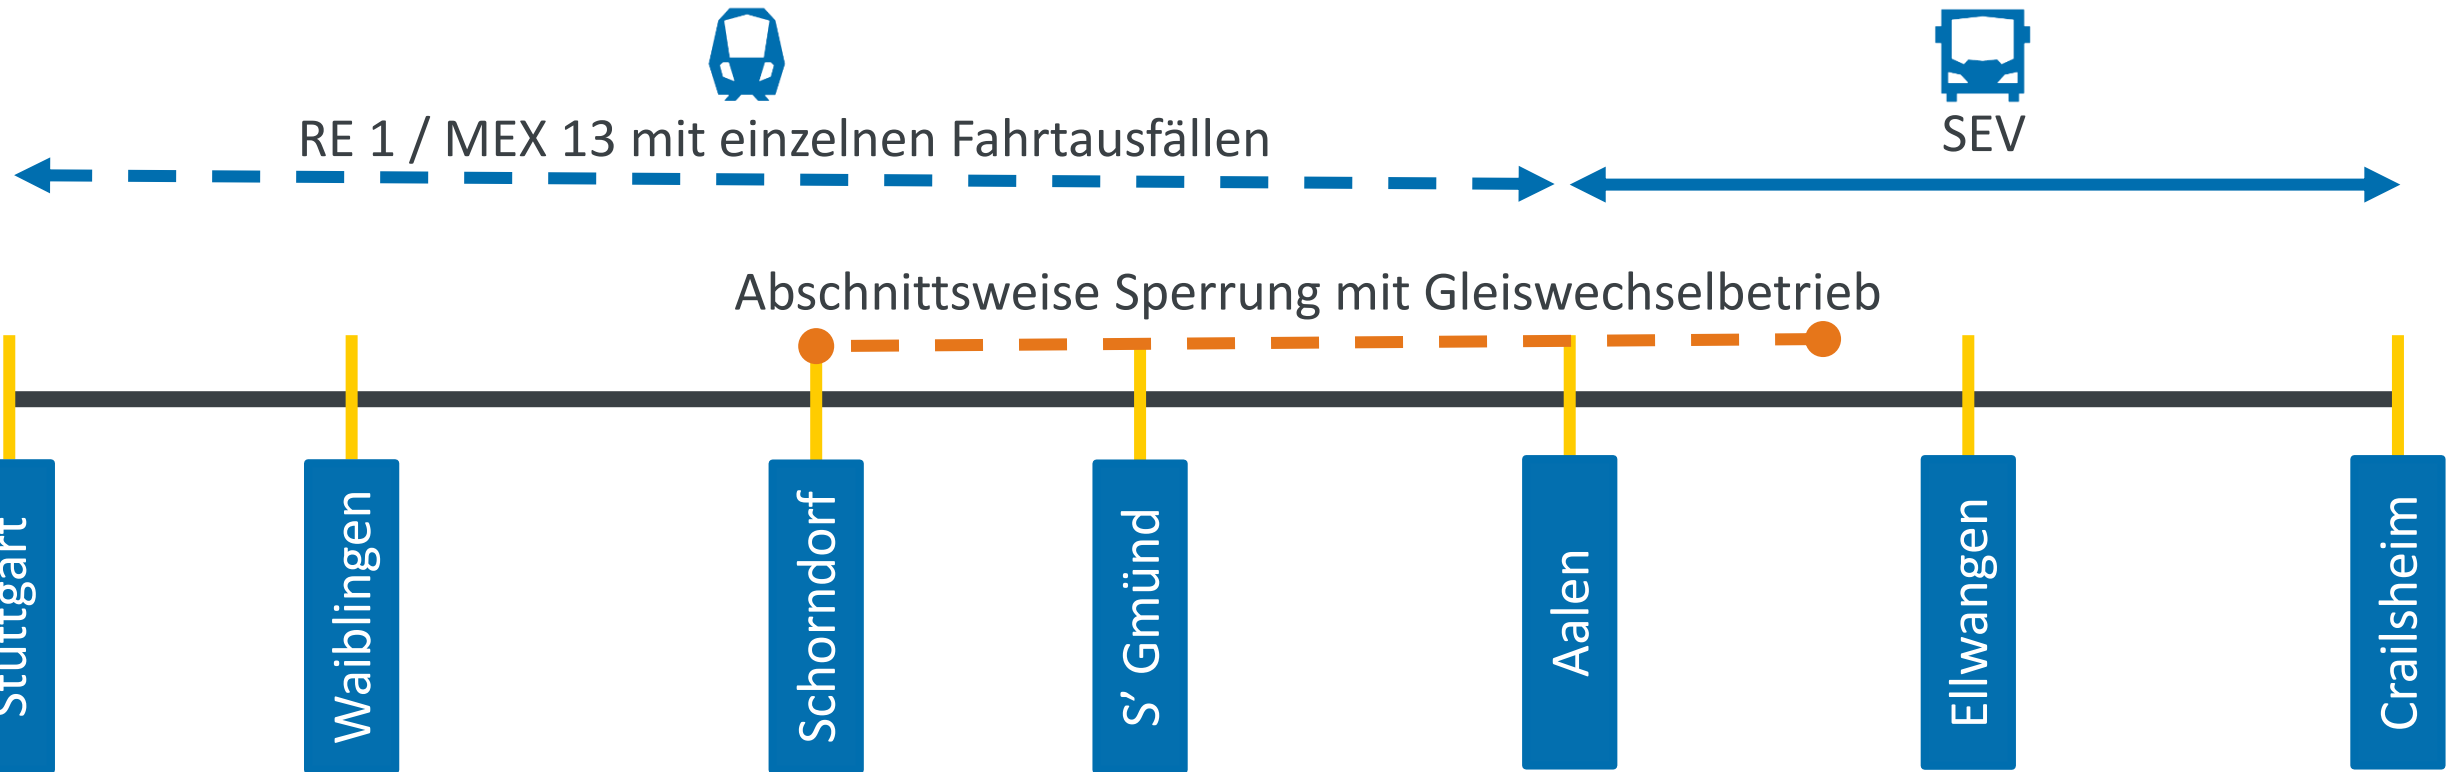 RE 1 / MEX 13 mit einzelnen Fahrtausfällen
SEV
Abschnittsweise Sperrung mit Gleiswechselbetrieb
Stuttgart
Waiblingen
Schorndorf
S' Gmünd
Aalen
Ellwangen
Crailsheim